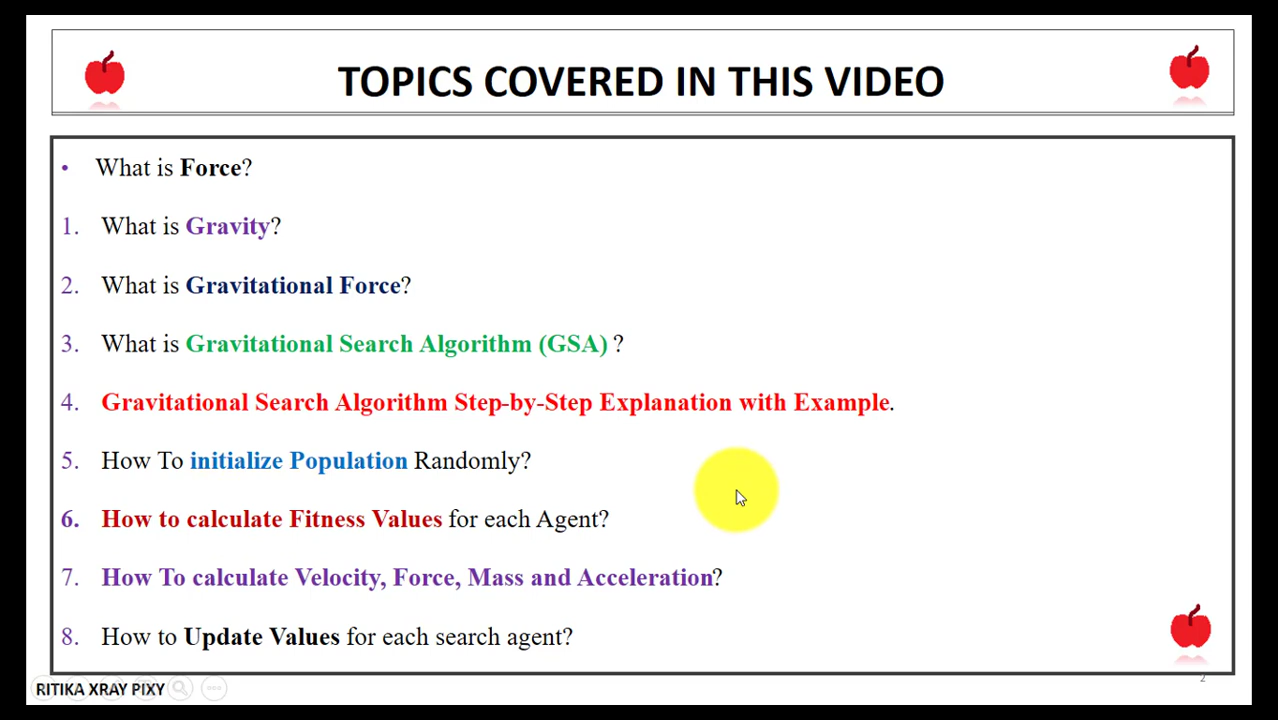 TOPICS COVERED IN THIS VIDEO
• What is Force?
1. What is Gravity?
2. What is Gravitational Force?
3. What is Gravitational Search Algorithm (GSA) ?
4. Gravitational Search Algorithm Step-by-Step Explanation with Example.
5. How To initialize Population Randomly?
6. How to calculate Fitness Values for each Agent?
7. How To calculate Velocity, Force, Mass and Acceleration?
8. How to Update Values for each search agent?
RITIKA XRAY PIXY
2